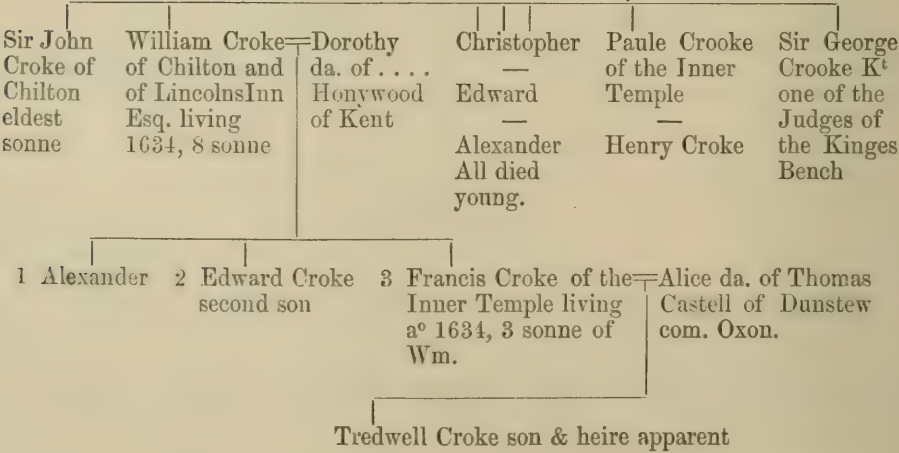 Sir John
Croke of
Chilton
eldest
sonne
William Croke
of Chilton and
of LincolnsInn
Esq. living
1634, 8 sonne
Dorothy
da. of . . . .
Honywood
of Kent
Christopher
—
Edward
—
Alexander
All died
young.
Paule Crooke
of the Inner
Temple
—
Henry Croke
Sir George
Crooke Kt
one of the
Judges of
the Kinges
Bench
1 Alexander
2 Edward Croke
second son
3 Francis Croke of the
Inner Temple living
aº 1634, 3 sonne of
Wm.
Alice da. of Thomas
Castell of Dunstew
com. Oxon.
Tredwell Croke son & heire apparent